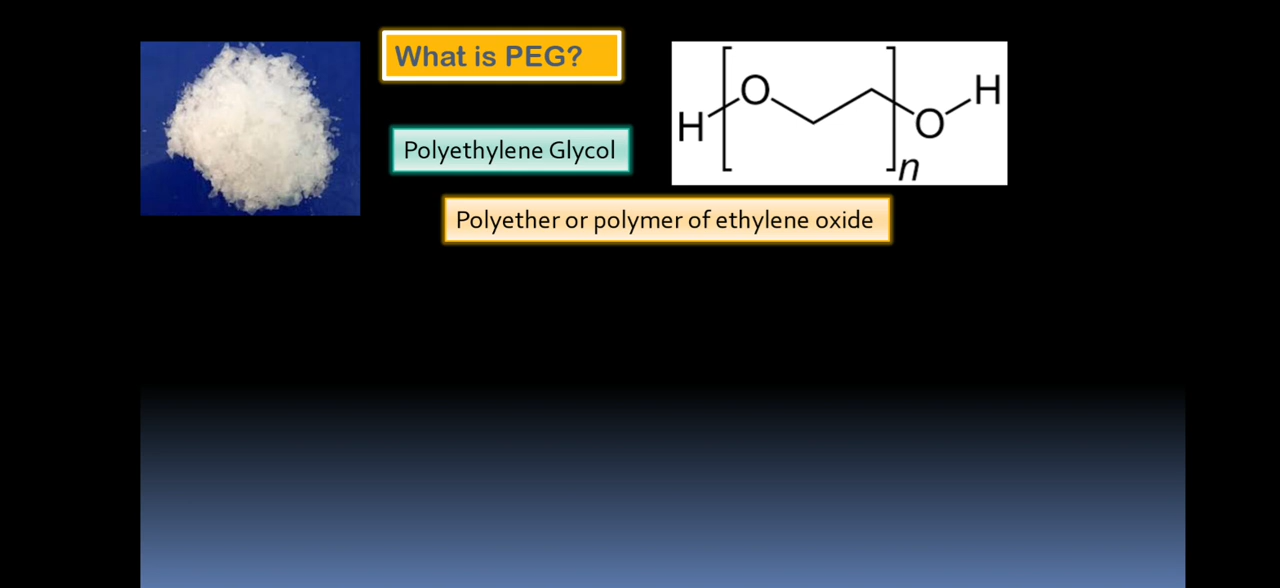 What is PEG?
Polyethylene Glycol
H [ O ] n O H
Polyether or polymer of ethylene oxide